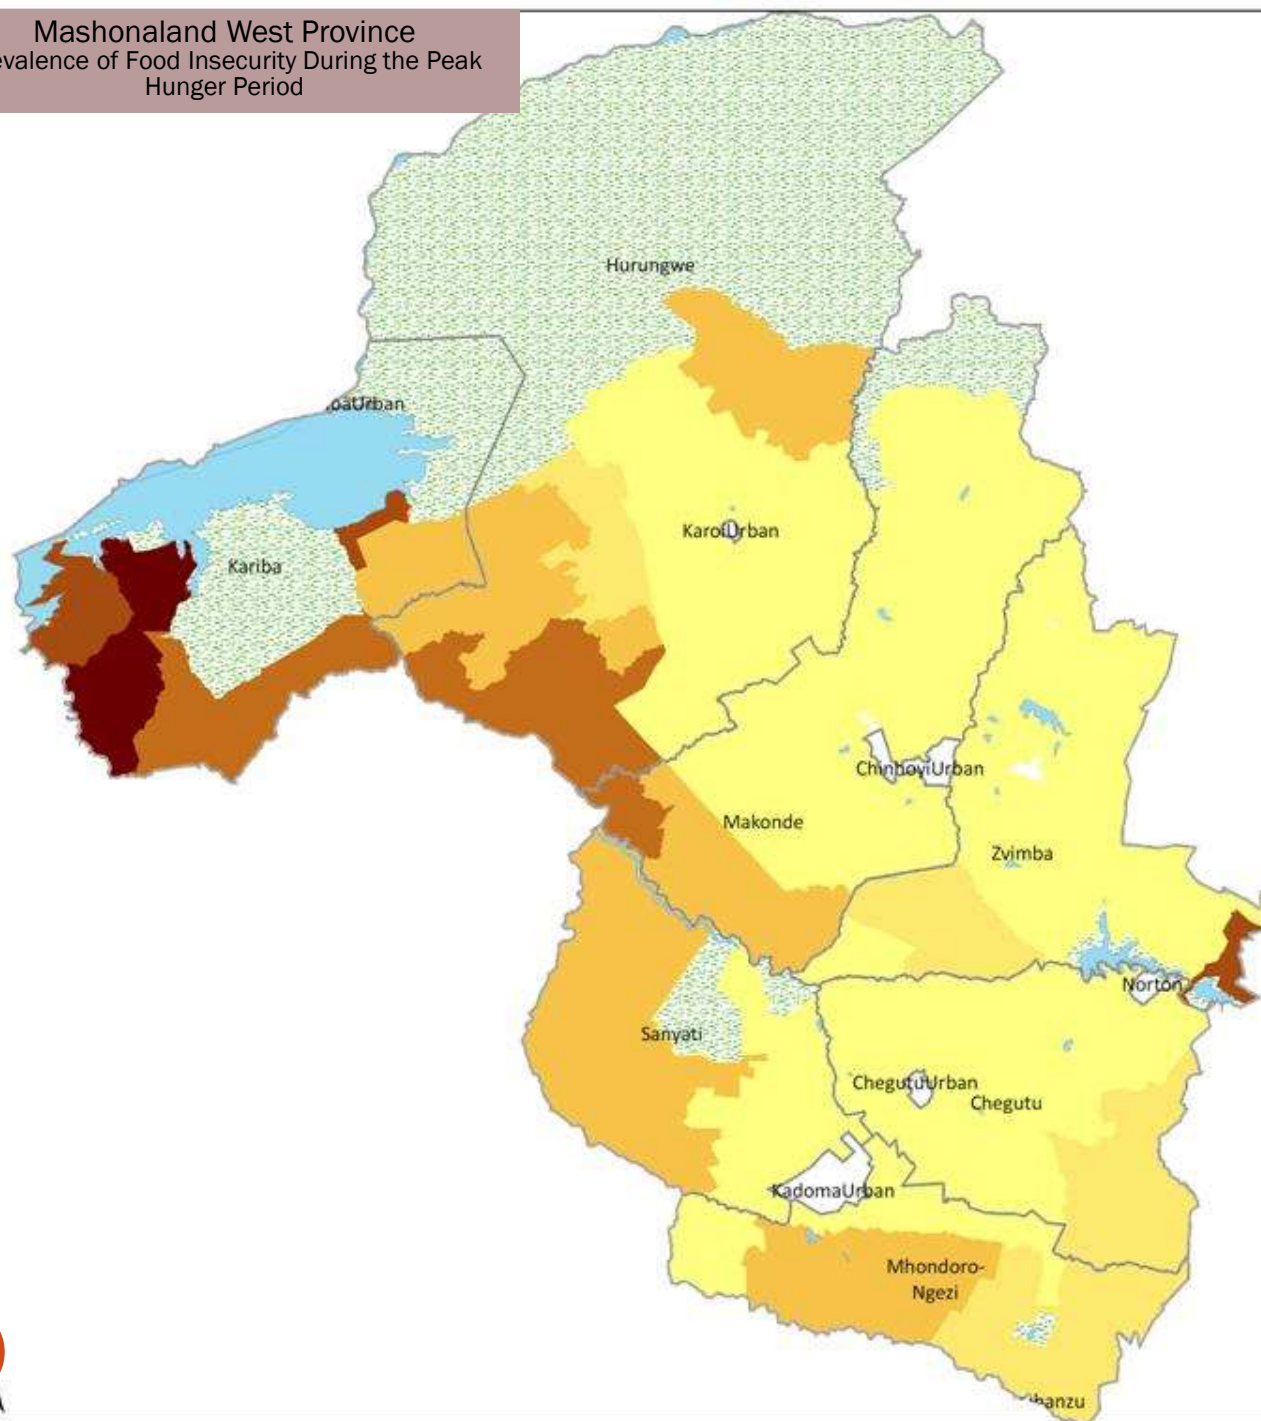 Mashonaland West Province
evalence of Food Insecurity During the Peak
Hunger Period
Hurungwe
oaUrban
KaroiUrban
Kariba
ChinhoyiUrban
Makonde
Zvimba
Norton
Sanyati
ChegutuUrban
Chegutu
KadomaUrban
Mhondoro-
Ngezi
banzu